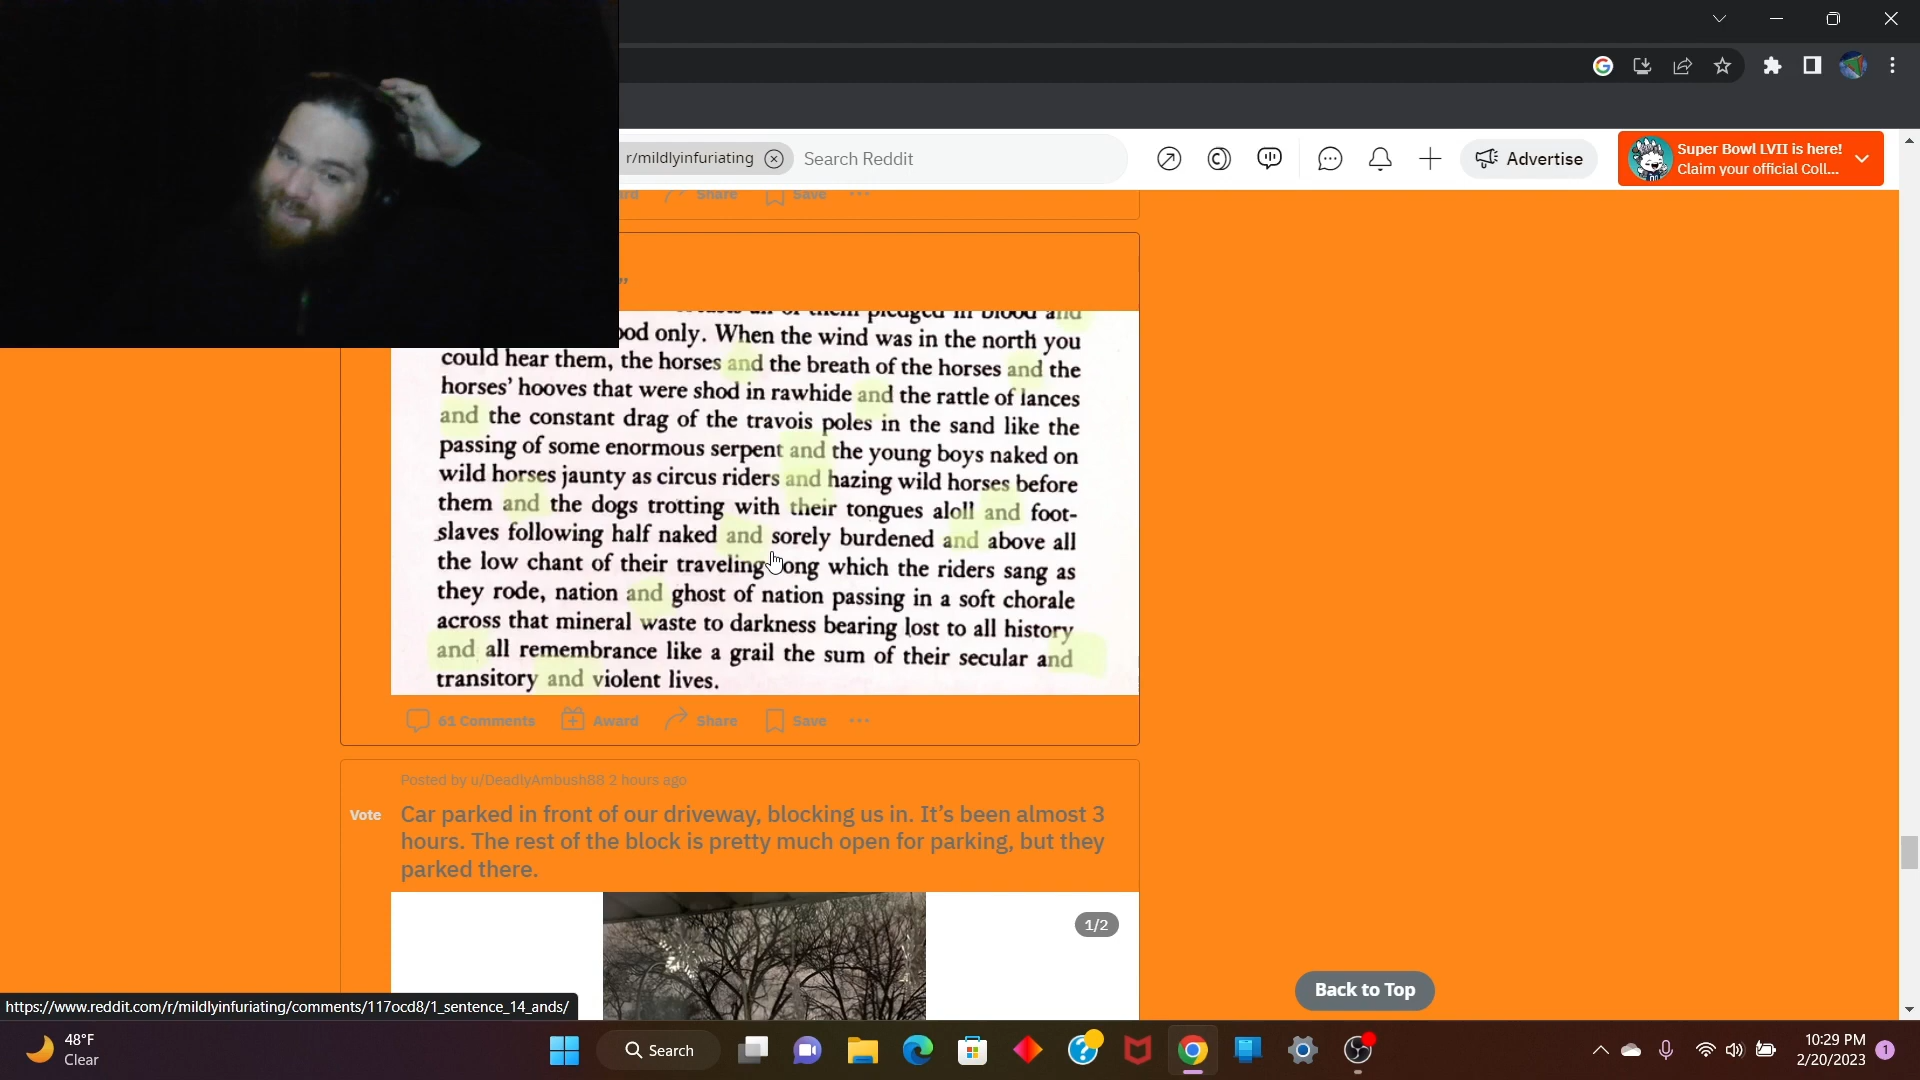 r/mildlyinfuriating
Search Reddit
Advertise
Super Bowl LVII is here!
Claim your official Coll...
Share
Save
...
”
all of them pledged in blood and
only. When the wind was in the north you
could hear them, the horses and the breath of the horses and the
horses’ hooves that were shod in rawhide and the rattle of lances
and the constant drag of the travois poles in the sand like the
passing of some enormous serpent and the young boys naked on
wild horses jaunty as circus riders and hazing wild horses before
them and the dogs trotting with their tongues aloll and foot-
slaves following half naked and sorely burdened and above all
the low chant of their traveling song which the riders sang as
they rode, nation and ghost of nation passing in a soft chorale
across that mineral waste to darkness bearing lost to all history
and all remembrance like a grail the sum of their secular and
transitory and violent lives.
61 Comments Award Share Save ...
Posted by u/DeadlyAmbush88 2 hours ago
Vote
Car parked in front of our driveway, blocking us in. It’s been almost 3
hours. The rest of the block is pretty much open for parking, but they
parked there.
1/2
Back to Top
https://www.reddit.com/r/mildlyinfuriating/comments/117ocd8/1_sentence_14_ands/
48°F
Clear
Search
10:29 PM
2/20/2023
1